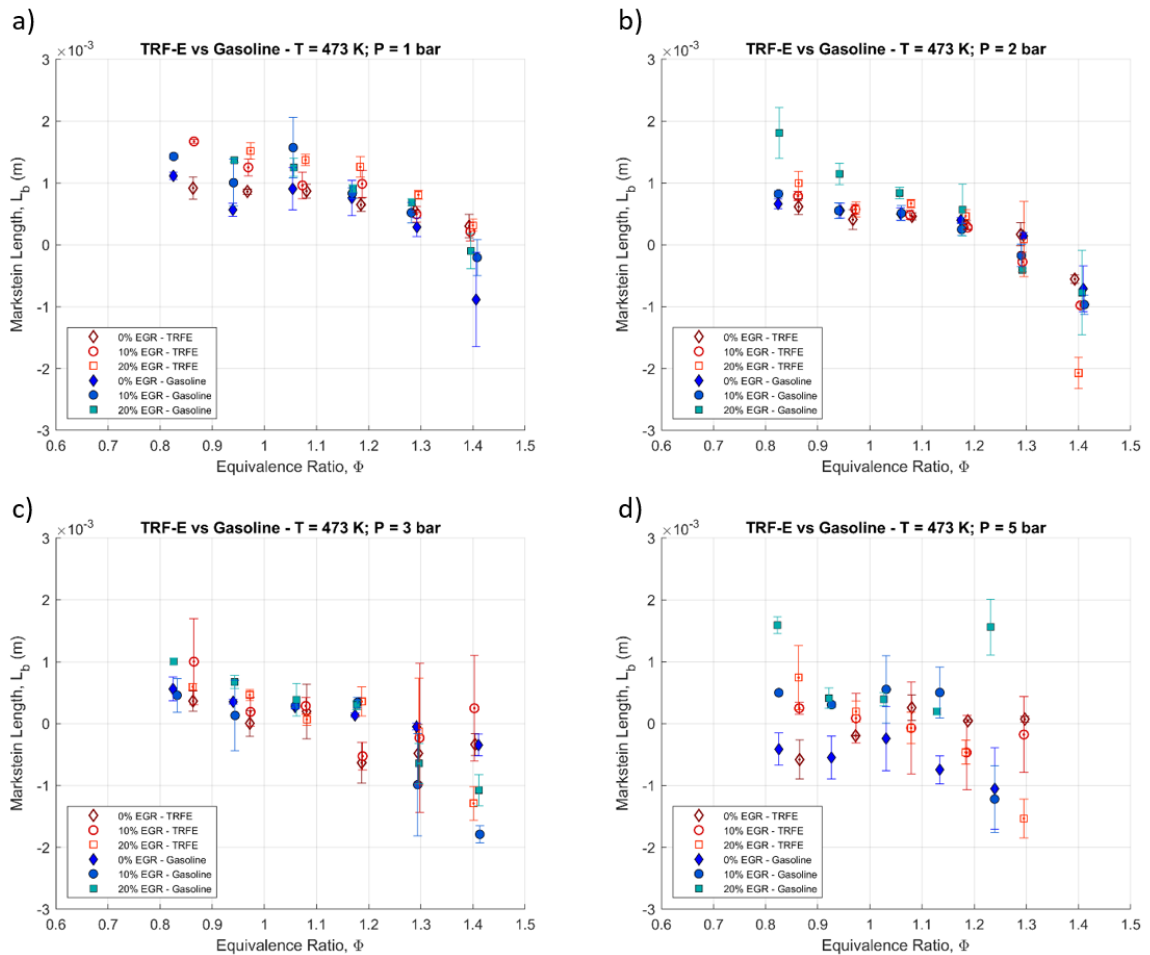 a)
×10⁻³
TRF-E vs Gasoline - T = 473 K; P = 1 bar
Markstein Length, L_b (m)
3
2
1
0
-1
-2
-3
0% EGR - TRFE
10% EGR - TRFE
20% EGR - TRFE
0% EGR - Gasoline
10% EGR - Gasoline
20% EGR - Gasoline
0.6 0.7 0.8 0.9 1 1.1 1.2 1.3 1.4 1.5
Equivalence Ratio, Φ
b)
×10⁻³
TRF-E vs Gasoline - T = 473 K; P = 2 bar
Markstein Length, L_b (m)
3
2
1
0
-1
-2
-3
0% EGR - TRFE
10% EGR - TRFE
20% EGR - TRFE
0% EGR - Gasoline
10% EGR - Gasoline
20% EGR - Gasoline
0.6 0.7 0.8 0.9 1 1.1 1.2 1.3 1.4 1.5
Equivalence Ratio, Φ
c)
×10⁻³
TRF-E vs Gasoline - T = 473 K; P = 3 bar
Markstein Length, L_b (m)
3
2
1
0
-1
-2
-3
0% EGR - TRFE
10% EGR - TRFE
20% EGR - TRFE
0% EGR - Gasoline
10% EGR - Gasoline
20% EGR - Gasoline
0.6 0.7 0.8 0.9 1 1.1 1.2 1.3 1.4 1.5
Equivalence Ratio, Φ
d)
×10⁻³
TRF-E vs Gasoline - T = 473 K; P = 5 bar
Markstein Length, L_b (m)
3
2
1
0
-1
-2
-3
0% EGR - TRFE
10% EGR - TRFE
20% EGR - TRFE
0% EGR - Gasoline
10% EGR - Gasoline
20% EGR - Gasoline
0.6 0.7 0.8 0.9 1 1.1 1.2 1.3 1.4 1.5
Equivalence Ratio, Φ